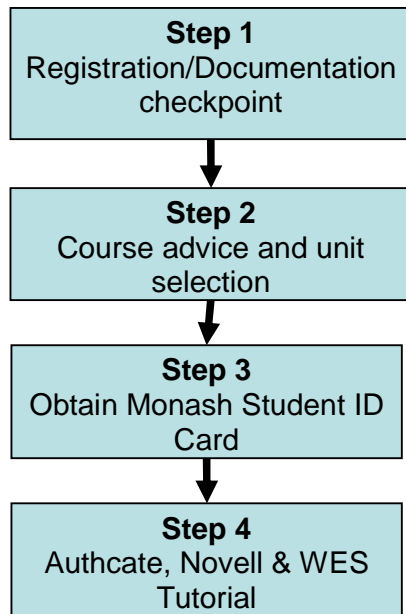 Step 1
Registration/Documentation
checkpoint
Step 2
Course advice and unit
selection
Step 3
Obtain Monash Student ID
Card
Step 4
Authcate, Novell & WES
Tutorial